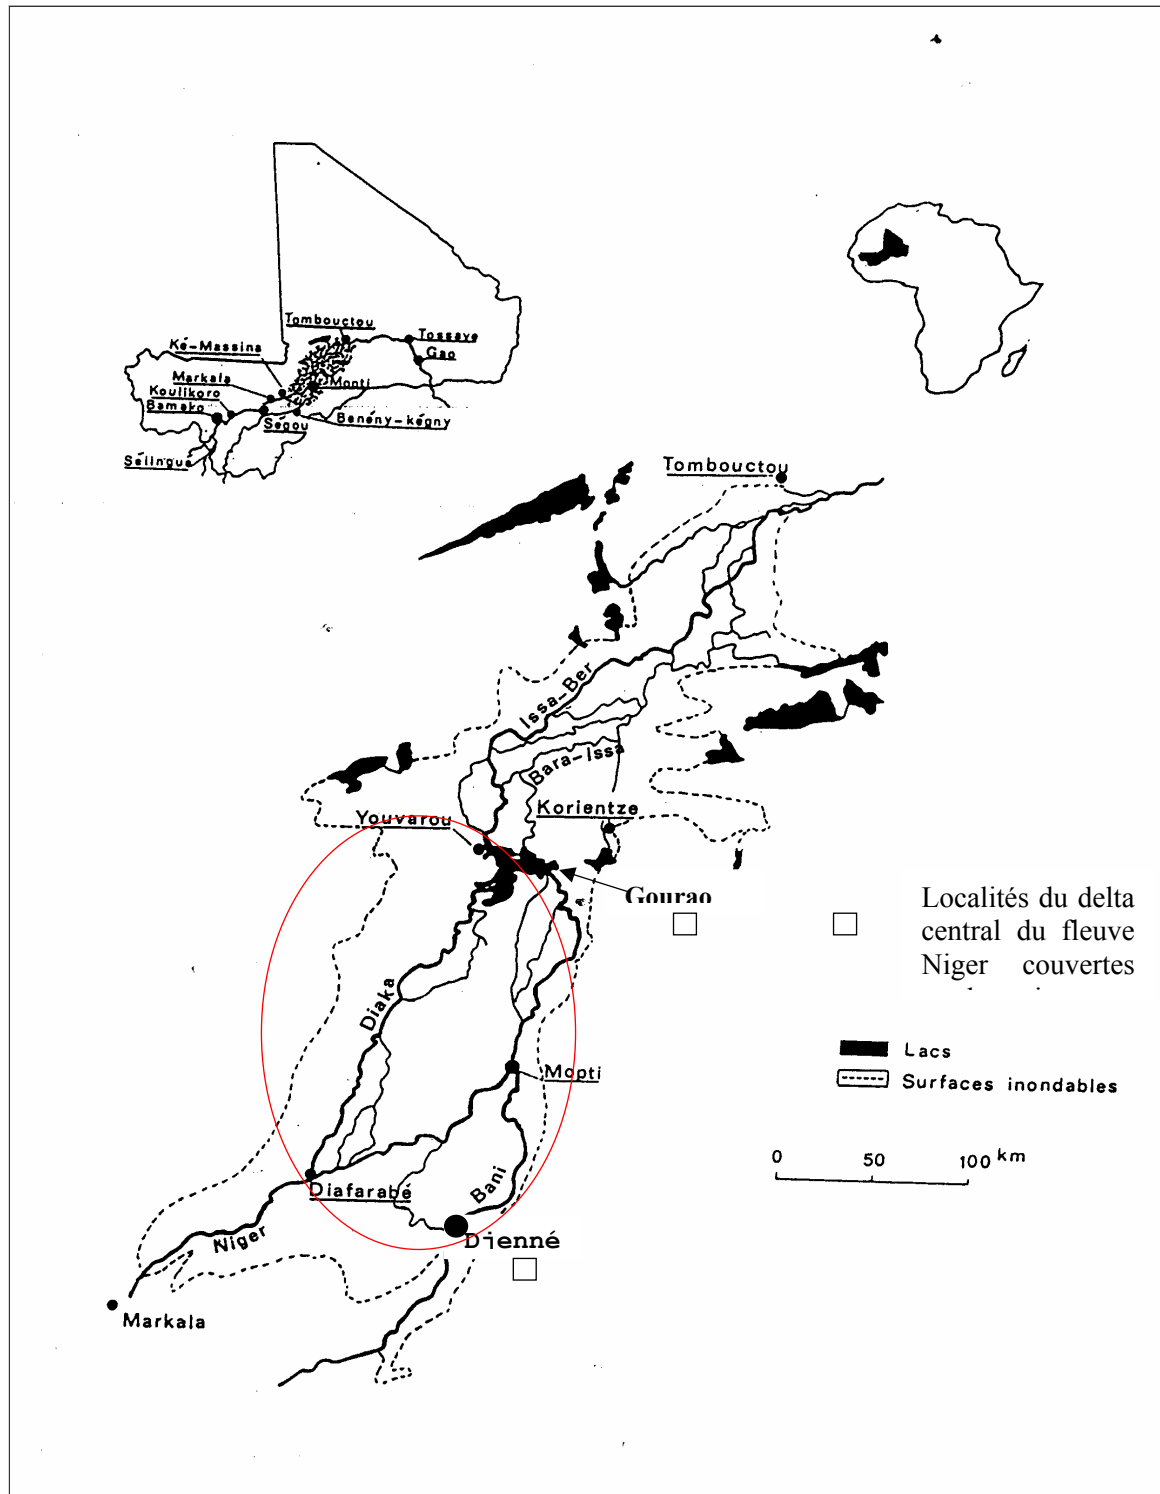 Tombouctou
Tossaye
Ké-Massina
Gao
Markala
Mopti
Koulikoro
Bamako
Benény-kégny
Ségou
Sélingué
Tombouctou
Issa-Ber
Bara-Issa
Youvarou
Korientze
Gourao
Localités du delta
central du fleuve
Niger couvertes
Diaka
Lacs
Mopti
Surfaces inondables
0 50 100 km
Diafarabé
Bani
Niger
Djenné
Markala